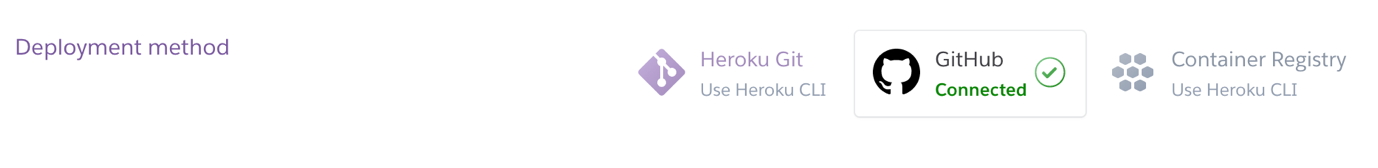 Deployment method
Heroku Git
Use Heroku CLI
GitHub
Connected
Container Registry
Use Heroku CLI